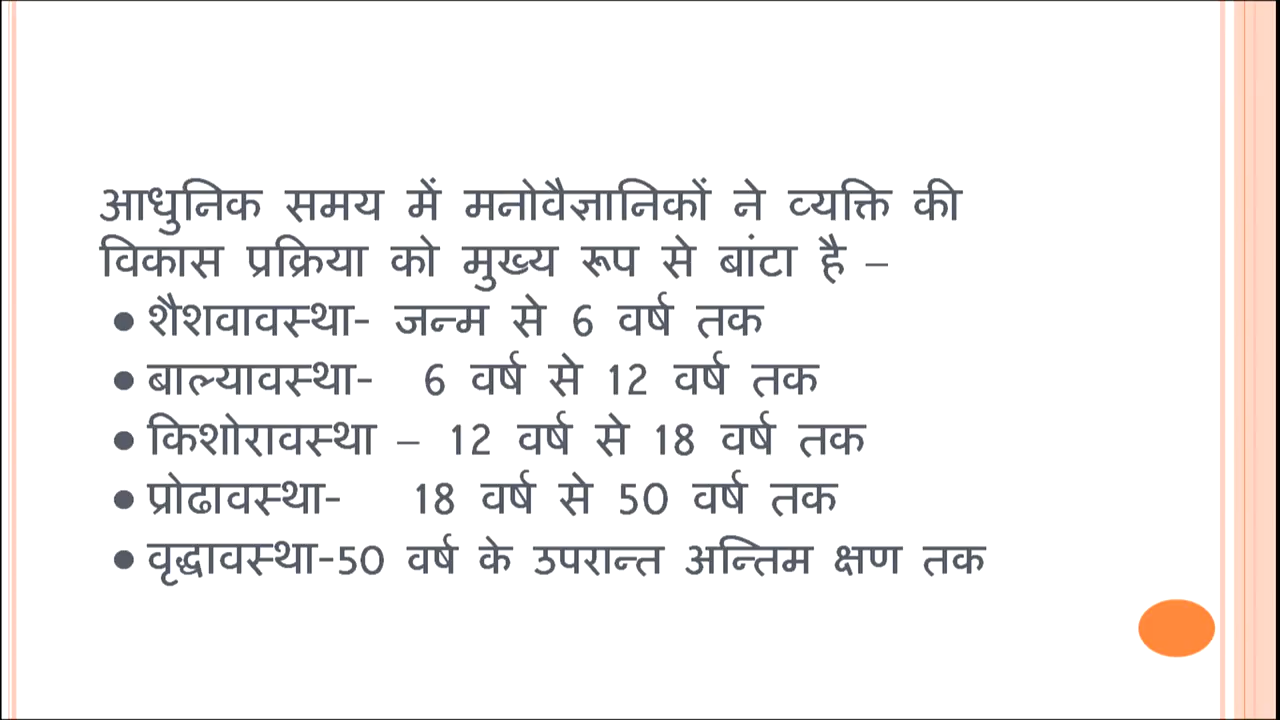 आधुनिक समय में मनोवैज्ञानिकों ने व्यक्ति की
विकास प्रक्रिया को मुख्य रूप से बांटा है –
● शैशवावस्था- जन्म से 6 वर्ष तक
● बाल्यावस्था- 6 वर्ष से 12 वर्ष तक
● किशोरावस्था – 12 वर्ष से 18 वर्ष तक
● प्रोढावस्था- 18 वर्ष से 50 वर्ष तक
● वृद्धावस्था-50 वर्ष के उपरान्त अन्तिम क्षण तक